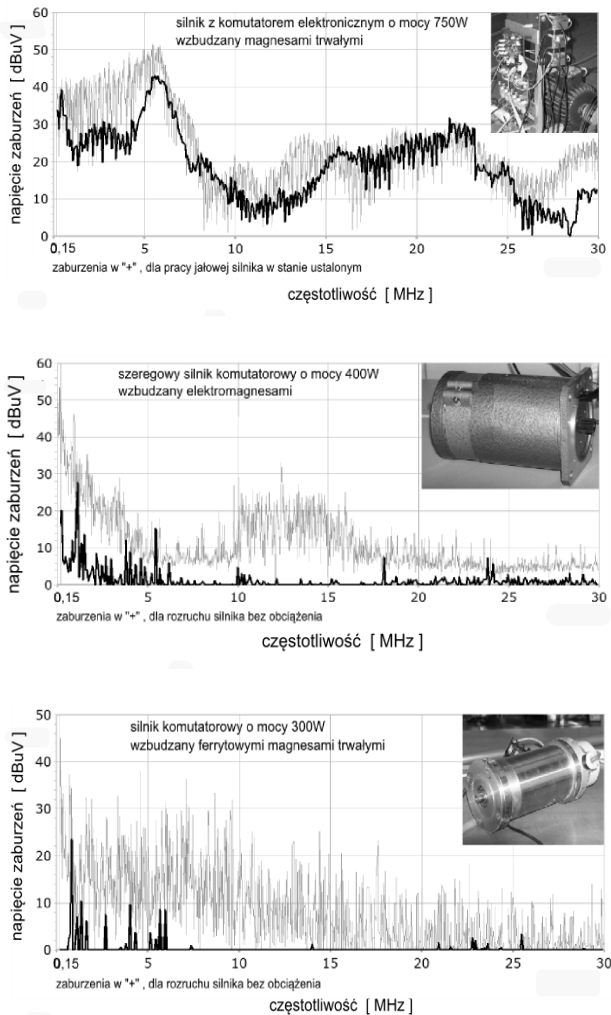 60
50
40
30
20
10
0
napięcie zaburzeń [ dBuV ]
silnik z komutatorem elektronicznym o mocy 750W
wzbudzany magnesami trwałymi
0,15 5 10 15 20 25 30
zaburzenia w "+" , dla pracy jałowej silnika w stanie ustalonym
częstotliwość [ MHz ]
60
50
40
30
20
10
0
napięcie zaburzeń [ dBuV ]
szeregowy silnik komutatorowy o mocy 400W
wzbudzany elektromagnesami
0,15 5 10 15 20 25 30
zaburzenia w "+" , dla rozruchu silnika bez obciążenia
częstotliwość [ MHz ]
50
40
30
20
10
0
napięcie zaburzeń [ dBuV ]
silnik komutatorowy o mocy 300W
wzbudzany ferrytowymi magnesami trwałymi
0,15 5 10 15 20 25 30
zaburzenia w "+" , dla rozruchu silnika bez obciążenia
częstotliwość [ MHz ]